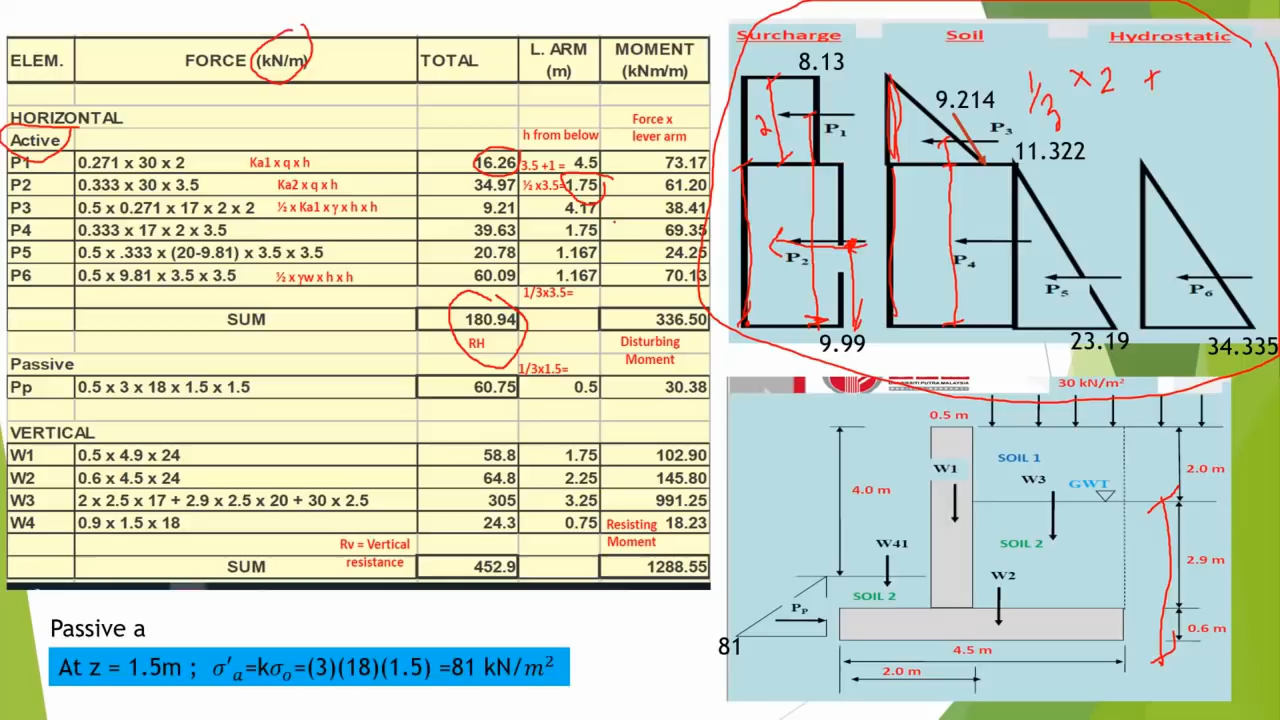 ELEM. FORCE (kN/m) TOTAL L. ARM (m) MOMENT (kNm/m)
HORIZONTAL
Force x lever arm
Active h from below
P1 0.271 x 30 x 2 Ka1 x q x h 16.26 3.5 +1 = 4.5 73.17
P2 0.333 x 30 x 3.5 Ka2 x q x h 34.97 ½ x3.5= 1.75 61.20
P3 0.5 x 0.271 x 17 x 2 x 2 ½ x Ka1 x γ x h x h 9.21 4.17 38.41
P4 0.333 x 17 x 2 x 3.5 39.63 1.75 69.35
P5 0.5 x .333 x (20-9.81) x 3.5 x 3.5 20.78 1.167 24.25
P6 0.5 x 9.81 x 3.5 x 3.5 ½ x γw x h x h 60.09 1.167 70.13
1/3x3.5=
SUM 180.94 336.50
RH Disturbing Moment
Passive 1/3x1.5=
Pp 0.5 x 3 x 18 x 1.5 x 1.5 60.75 0.5 30.38
VERTICAL
W1 0.5 x 4.9 x 24 58.8 1.75 102.90
W2 0.6 x 4.5 x 24 64.8 2.25 145.80
W3 2 x 2.5 x 17 + 2.9 x 2.5 x 20 + 30 x 2.5 305 3.25 991.25
W4 0.9 x 1.5 x 18 24.3 0.75 18.23
Resisting Moment
Rv = Vertical resistance
SUM 452.9 1288.55
Passive a
At z = 1.5m ; σ′a=kσo=(3)(18)(1.5) =81 kN/m²
Surcharge Soil Hydrostatic
8.13
9.214
1/3 x 2 +
2
P1
P3
11.322
P2
P4
P5
P6
9.99
23.19
34.335
30 kN/m²
0.5 m
W1
SOIL 1
2.0 m
W3
GWT
4.0 m
W41
SOIL 2
2.9 m
W2
SOIL 2
Pp
0.6 m
81
4.5 m
2.0 m